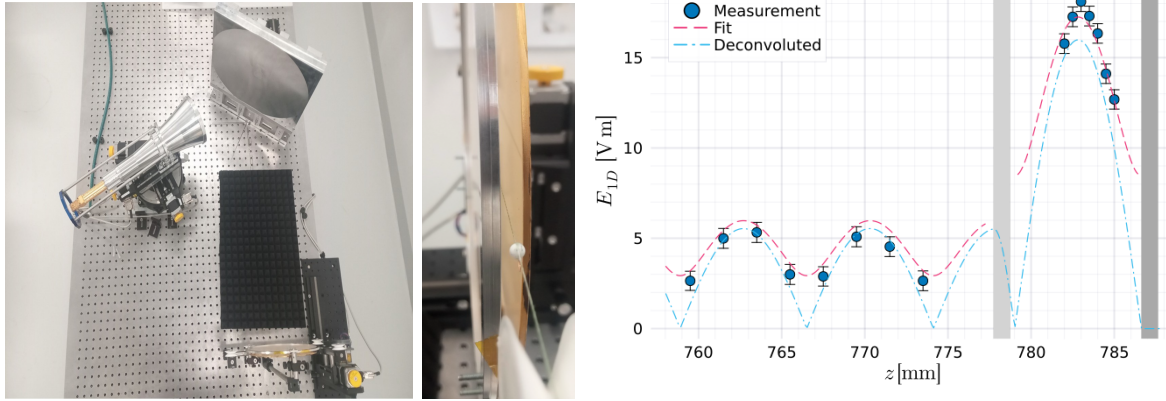 Measurement
Fit
Deconvoluted
15
10
5
0
E1D [V m]
760 765 770 775 780 785
z[mm]